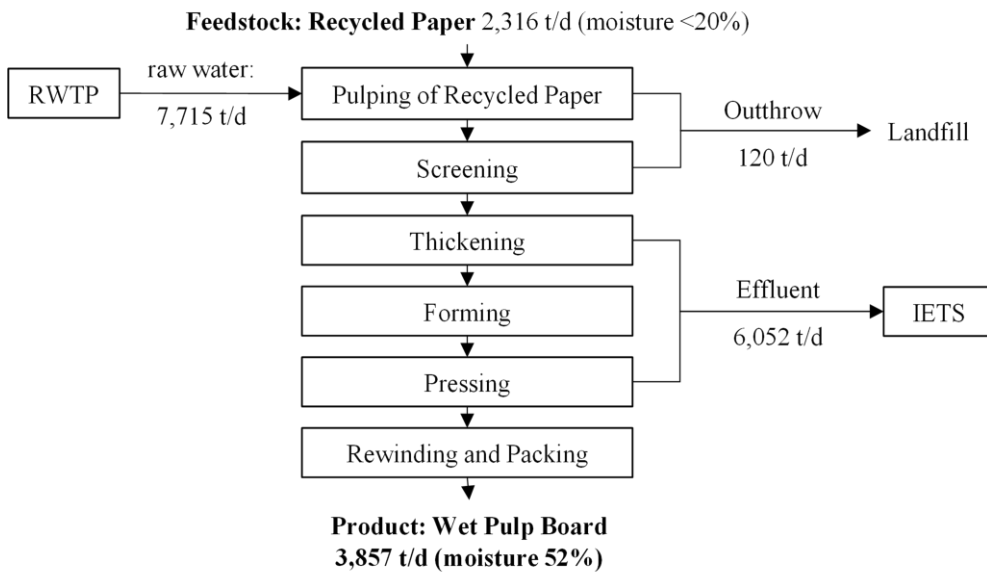 Feedstock: Recycled Paper 2,316 t/d (moisture <20%)
RWTP
raw water:
7,715 t/d
Pulping of Recycled Paper
Outthrow
120 t/d
Landfill
Screening
Thickening
Effluent
6,052 t/d
IETS
Forming
Pressing
Rewinding and Packing
Product: Wet Pulp Board
3,857 t/d (moisture 52%)